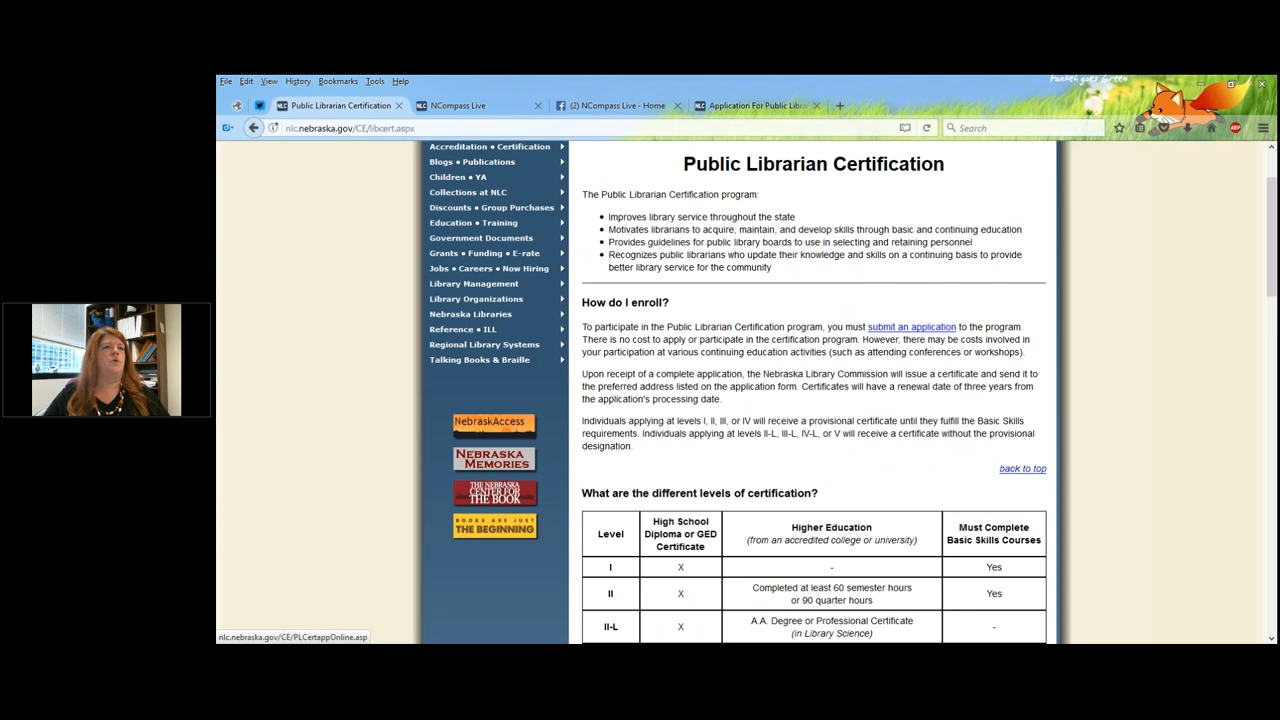 foxkeh goes Green
File Edit View History Bookmarks Tools Help
NLC Public Librarian Certification × NLC NCompass Live × (2) NCompass Live - Home × NLC Application For Public Libra ×
nlc.nebraska.gov/CE/libcert.aspx Search ABP
Accreditation • Certification
Blogs • Publications
Children • YA
Collections at NLC
Discounts • Group Purchases
Education • Training
Government Documents
Grants • Funding • E-rate
Jobs • Careers • Now Hiring
Library Management
Library Organizations
Nebraska Libraries
Reference • ILL
Regional Library Systems
Talking Books & Braille
NebraskAccess
NEBRASKA
MEMORIES
THE NEBRASKA
CENTER FOR
THE BOOK
BOOKS ARE JUST
THE BEGINNING
Public Librarian Certification
The Public Librarian Certification program:
• Improves library service throughout the state
• Motivates librarians to acquire, maintain, and develop skills through basic and continuing education
• Provides guidelines for public library boards to use in selecting and retaining personnel
• Recognizes public librarians who update their knowledge and skills on a continuing basis to provide
better library service for the community
How do I enroll?
To participate in the Public Librarian Certification program, you must submit an application to the program.
There is no cost to apply or participate in the certification program. However, there may be costs involved in
your participation at various continuing education activities (such as attending conferences or workshops).
Upon receipt of a complete application, the Nebraska Library Commission will issue a certificate and send it to
the preferred address listed on the application form. Certificates will have a renewal date of three years from
the application's processing date.
Individuals applying at levels I, II, III, or IV will receive a provisional certificate until they fulfill the Basic Skills
requirements. Individuals applying at levels II-L, III-L, IV-L, or V will receive a certificate without the provisional
designation.
back to top
What are the different levels of certification?
Level
High School
Diploma or GED
Certificate
Higher Education
(from an accredited college or university)
Must Complete
Basic Skills Courses
I X - Yes
II X Completed at least 60 semester hours
or 90 quarter hours Yes
II-L X A.A. Degree or Professional Certificate
(in Library Science) -
nlc.nebraska.gov/CE/PLCertappOnline.asp